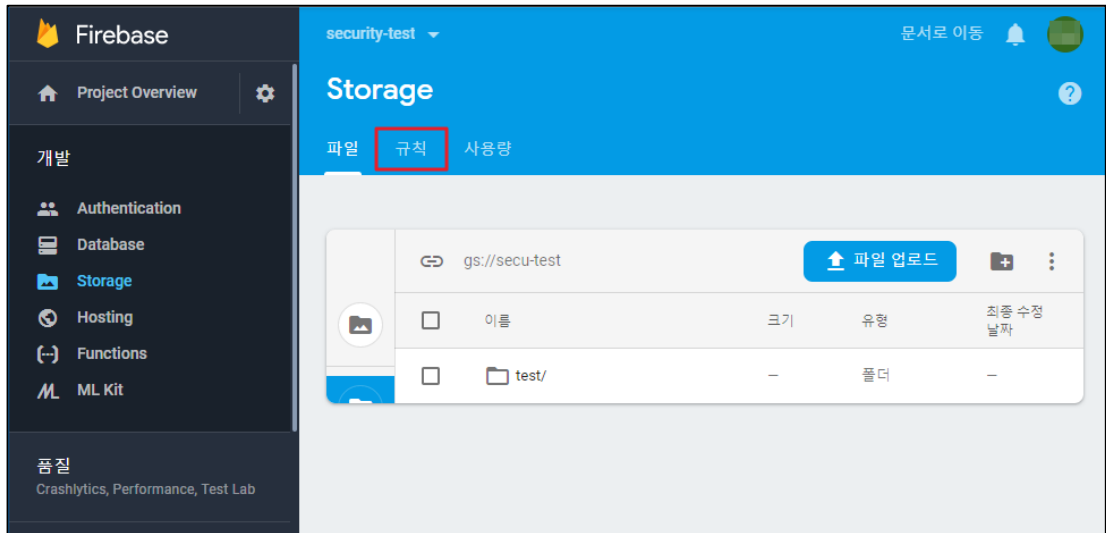 Firebase
Project Overview
개발
Authentication
Database
Storage
Hosting
Functions
ML Kit
품질
Crashlytics, Performance, Test Lab
security-test
문서로 이동
Storage
파일 규칙 사용량
gs://secu-test
파일 업로드
이름 크기 유형 최종 수정
날짜
test/ – 폴더 –